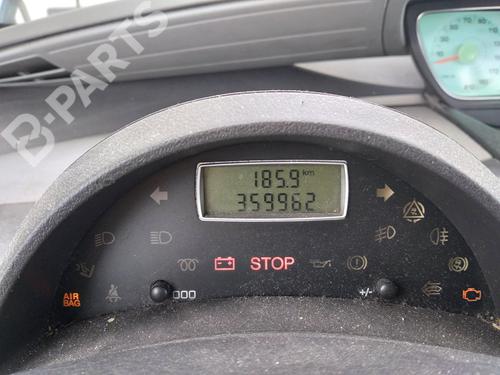 B-PARTS
185.9 km
359962
STOP
AIR BAG
000
+/-